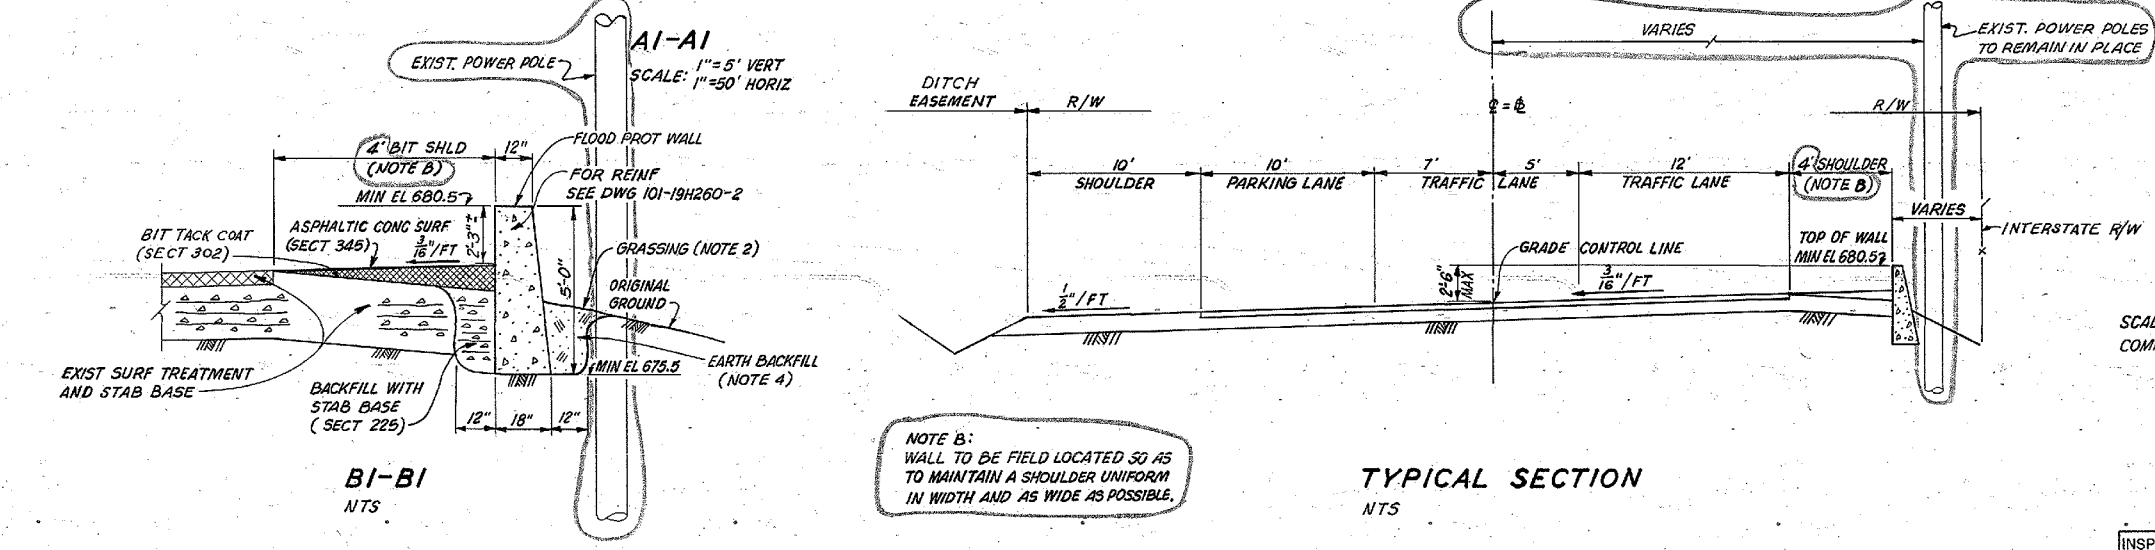 A1-A1
SCALE: 1"=5' VERT
1"=50' HORIZ
EXIST. POWER POLE
4' BIT SHLD
(NOTE B)
12"
FLOOD PROT WALL
FOR REINF
SEE DWG 101-19H260-2
MIN EL 680.5
ASPHALTIC CONC SURF
(SECT 345)
3/16"/FT
2'-3"±
BIT TACK COAT
(SECT 302)
GRASSING (NOTE 2)
5'-0"
ORIGINAL
GROUND
EXIST SURF TREATMENT
AND STAB BASE
BACKFILL WITH
STAB BASE
(SECT 225)
MIN EL 675.5
EARTH BACKFILL
(NOTE 4)
12"
18"
12"
B1-B1
NTS
VARIES
EXIST. POWER POLES
TO REMAIN IN PLACE
DITCH
EASEMENT
R/W
R/W
10'
SHOULDER
10'
PARKING LANE
7'
5'
TRAFFIC LANE
12'
TRAFFIC LANE
4' SHOULDER
(NOTE B)
VARIES
INTERSTATE R/W
GRADE CONTROL LINE
TOP OF WALL
MIN EL 680.5
2'-6"
MAX
1/2"/FT
3/16"/FT
NOTE B:
WALL TO BE FIELD LOCATED SO AS
TO MAINTAIN A SHOULDER UNIFORM
IN WIDTH AND AS WIDE AS POSSIBLE.
TYPICAL SECTION
NTS
SCAL
COM
INSP